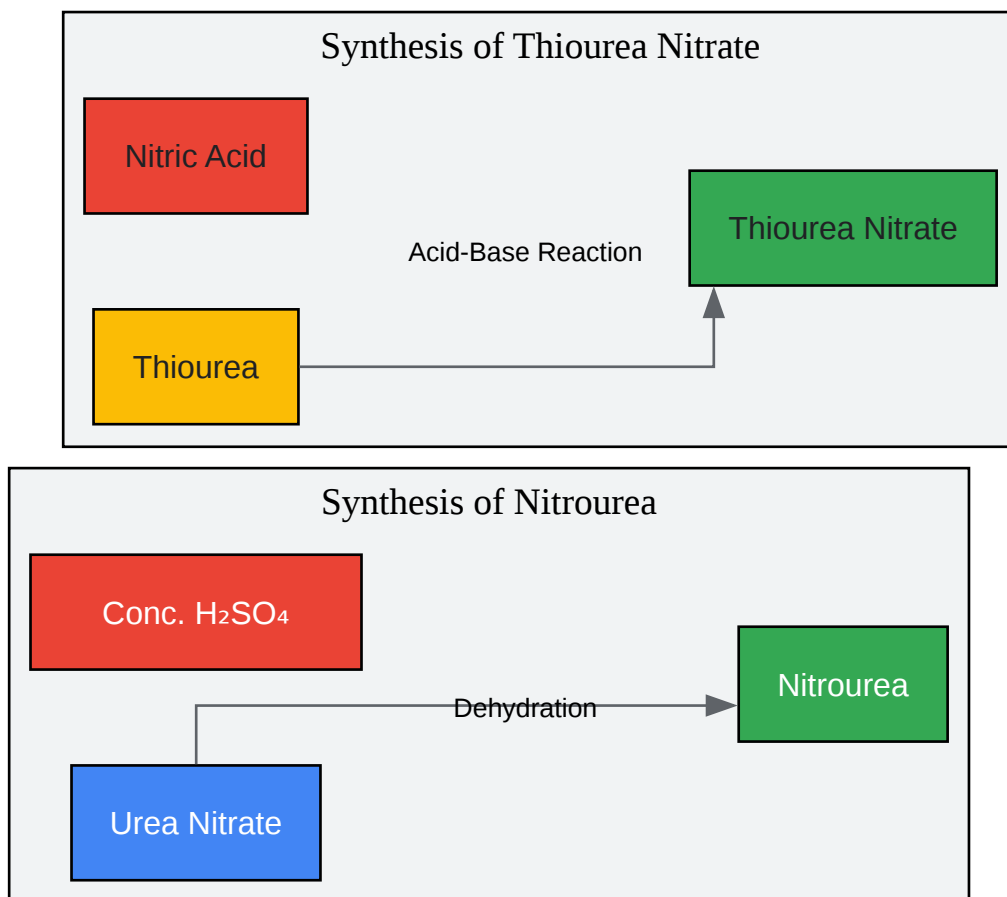 Synthesis of Thiourea Nitrate
Nitric Acid
Thiourea Nitrate
Acid-Base Reaction
Thiourea
Synthesis of Nitrourea
Conc. H₂SO₄
Nitrourea
Dehydration
Urea Nitrate